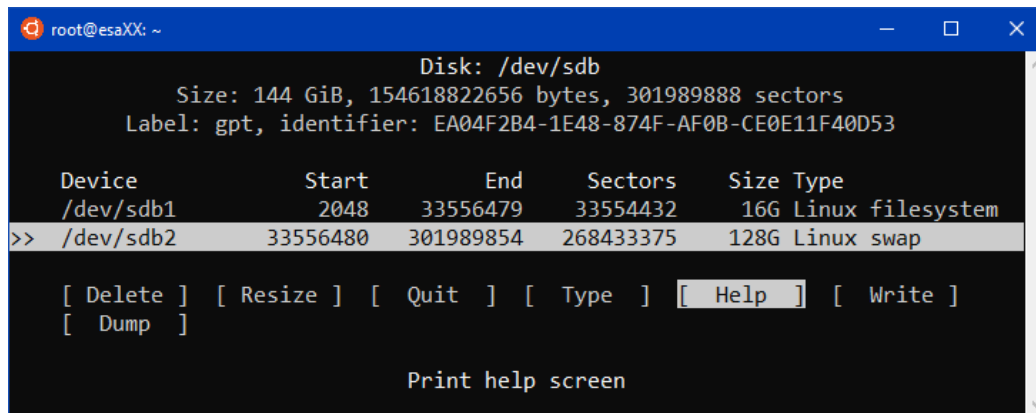 root@esaXX: ~
Disk: /dev/sdb
Size: 144 GiB, 154618822656 bytes, 301989888 sectors
Label: gpt, identifier: EA04F2B4-1E48-874F-AF0B-CE0E11F40D53
Device Start End Sectors Size Type
/dev/sdb1 2048 33556479 33554432 16G Linux filesystem
>> /dev/sdb2 33556480 301989854 268433375 128G Linux swap
[ Delete ] [ Resize ] [ Quit ] [ Type ] [ Help ] [ Write ]
[ Dump ]
Print help screen